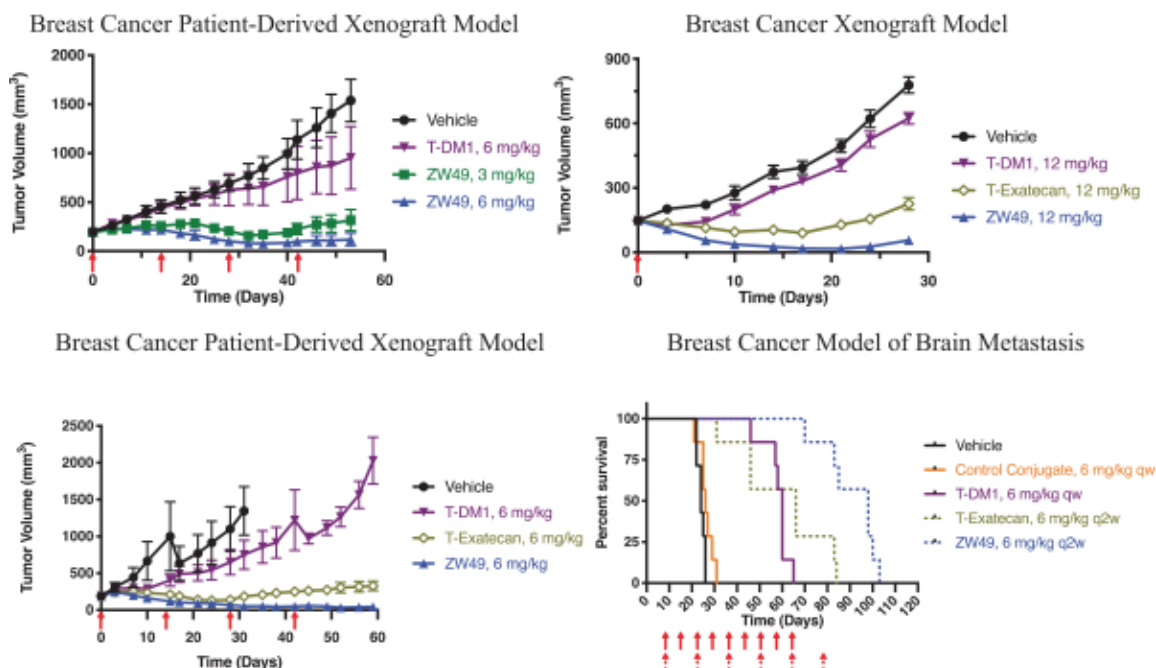 Breast Cancer Patient-Derived Xenograft Model
Tumor Volume (mm³)
2000
1500
1000
500
0
0
20
40
60
Time (Days)
Vehicle
T-DM1, 6 mg/kg
ZW49, 3 mg/kg
ZW49, 6 mg/kg
Breast Cancer Xenograft Model
Tumor Volume (mm³)
900
600
300
0
0
10
20
30
Time (Days)
Vehicle
T-DM1, 12 mg/kg
T-Exatecan, 12 mg/kg
ZW49, 12 mg/kg
Breast Cancer Patient-Derived Xenograft Model
Tumor Volume (mm³)
2500
2000
1500
1000
500
0
0
10
20
30
40
50
60
Time (Days)
Vehicle
T-DM1, 6 mg/kg
T-Exatecan, 6 mg/kg
ZW49, 6 mg/kg
Breast Cancer Model of Brain Metastasis
Percent survival
100
75
50
25
0
0
10
20
30
40
50
60
70
80
90
100
110
120
Time (Days)
Vehicle
Control Conjugate, 6 mg/kg qw
T-DM1, 6 mg/kg qw
T-Exatecan, 6 mg/kg q2w
ZW49, 6 mg/kg q2w